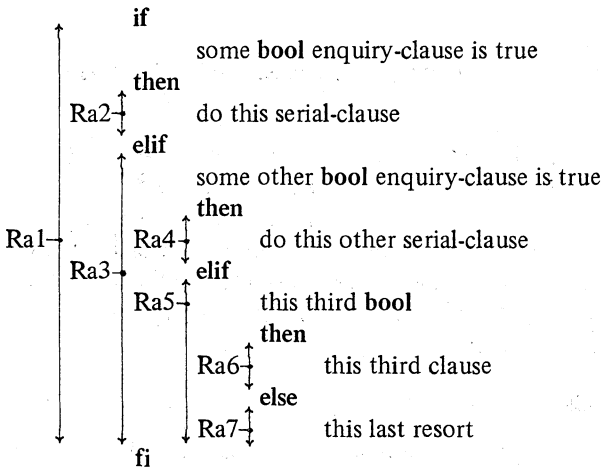 if
some bool enquiry-clause is true
then
Ra2 do this serial-clause
elif
some other bool enquiry-clause is true
then
Ra1 Ra4 do this other serial-clause
Ra3 elif
Ra5 this third bool
then
Ra6 this third clause
else
Ra7 this last resort
fi